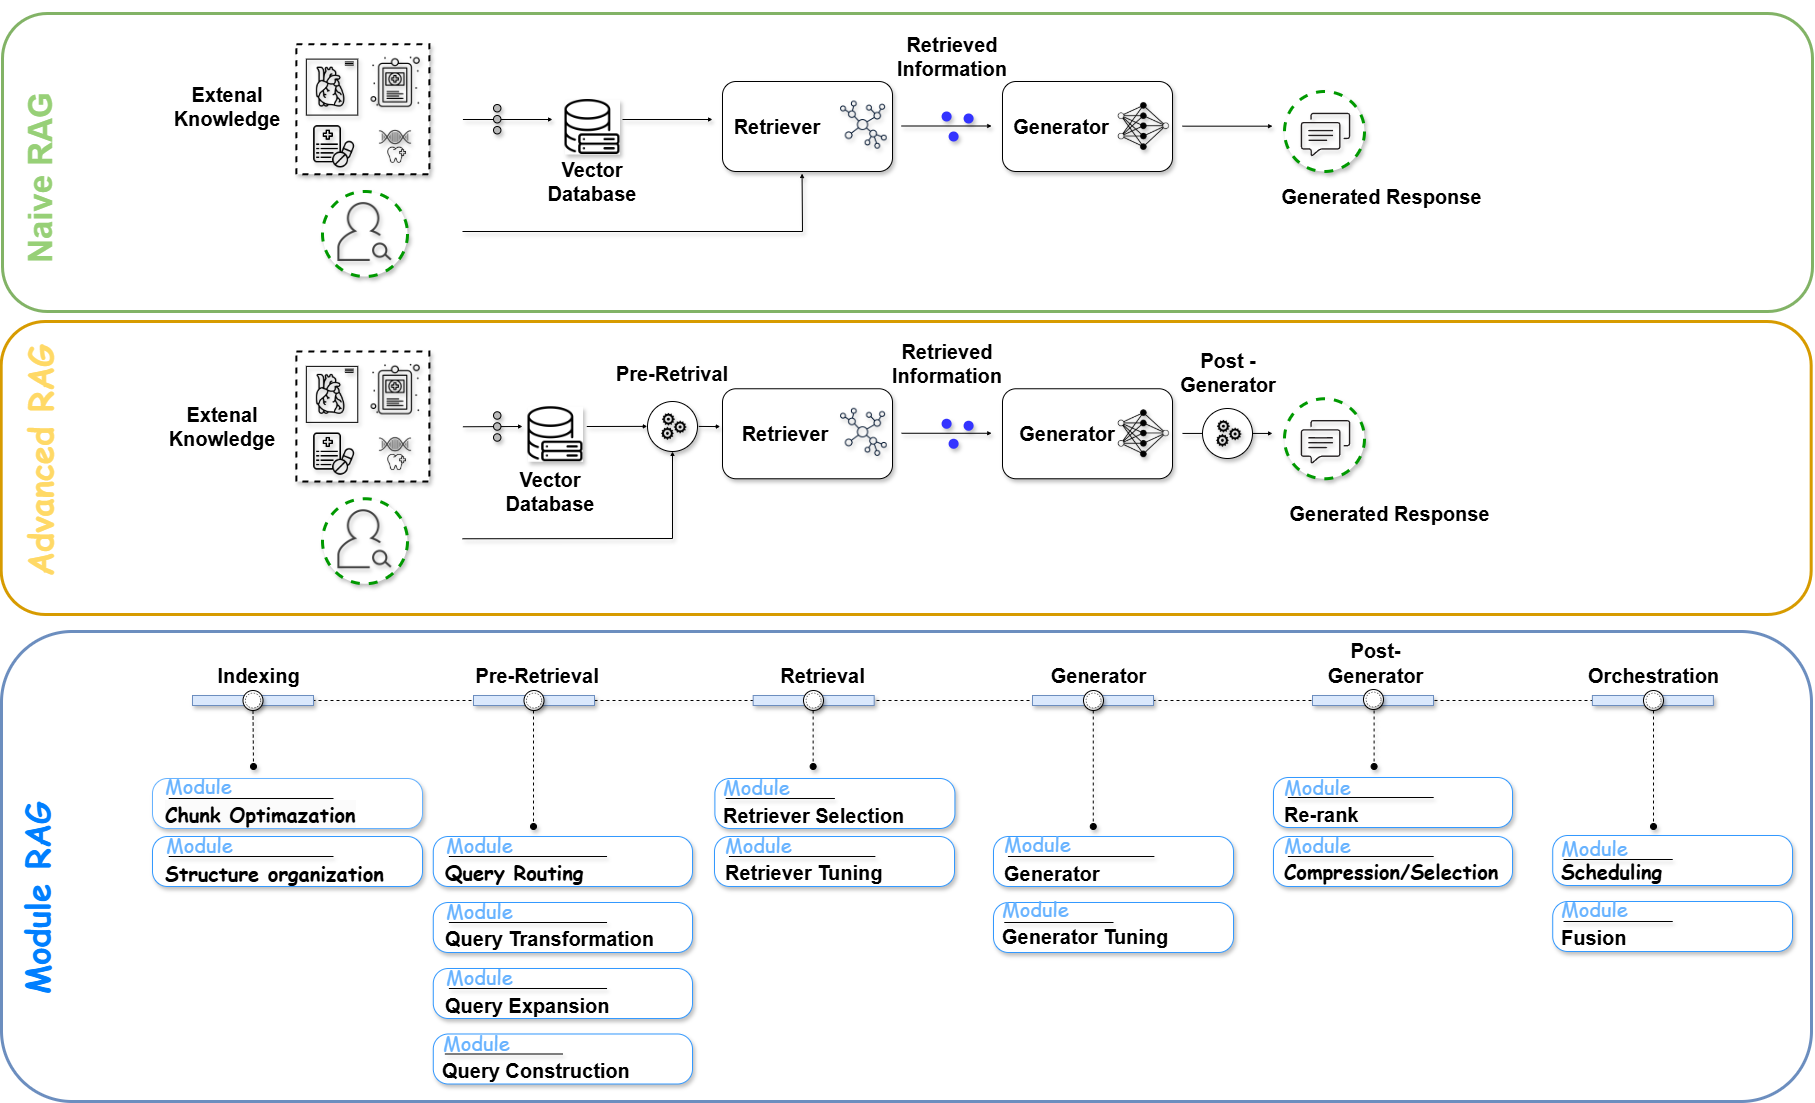 Naive RAG
Extenal
Knowledge
Vector
Database
Retriever
Retrieved
Information
Generator
Generated Response
Advanced RAG
Extenal
Knowledge
Vector
Database
Pre-Retrival
Retriever
Retrieved
Information
Generator
Post -
Generator
Generated Response
Module RAG
Indexing
Module
Chunk Optimazation
Module
Structure organization
Pre-Retrieval
Module
Query Routing
Module
Query Transformation
Module
Query Expansion
Module
Query Construction
Retrieval
Module
Retriever Selection
Module
Retriever Tuning
Generator
Module
Generator
Module
Generator Tuning
Post-
Generator
Module
Re-rank
Module
Compression/Selection
Orchestration
Module
Scheduling
Module
Fusion